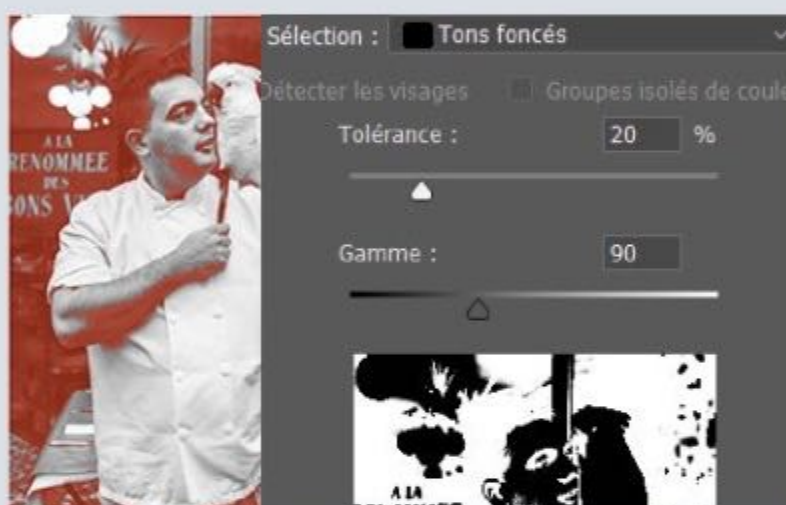 A LA
RENOMMEE
DES
BONS V
Sélection : Tons foncés
Détecter les visages Groupes isolés de coule
Tolérance : 20 %
Gamme : 90
A LA